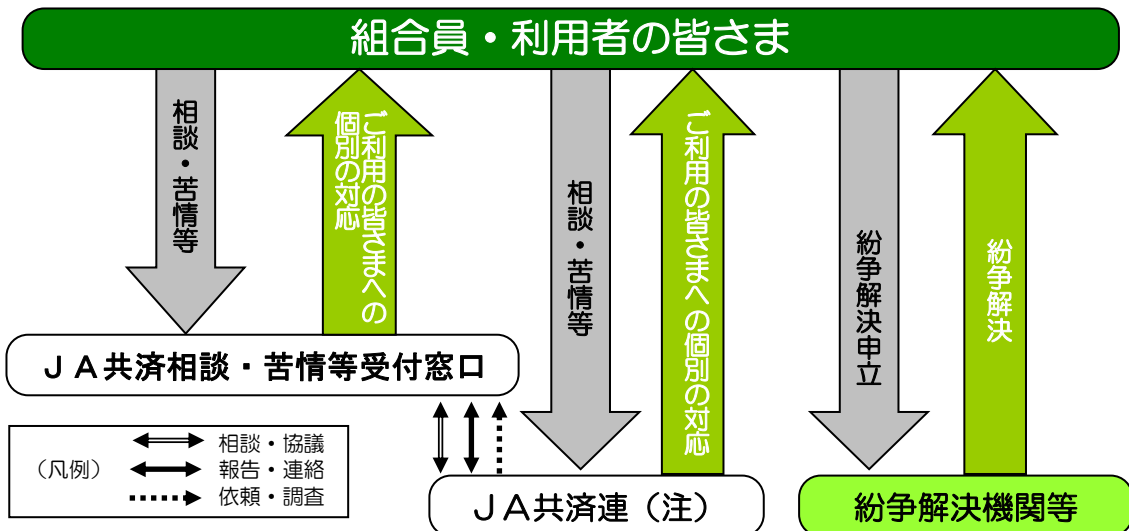 組合員・利用者の皆さま
相談・苦情等
ご利用の皆さまへの
個別の対応
相談・苦情等
ご利用の皆さまへの個別の対応
紛争解決申立
紛争解決
ＪＡ共済相談・苦情等受付窓口
（凡例）
相談・協議
報告・連絡
依頼・調査
ＪＡ共済連（注）
紛争解決機関等